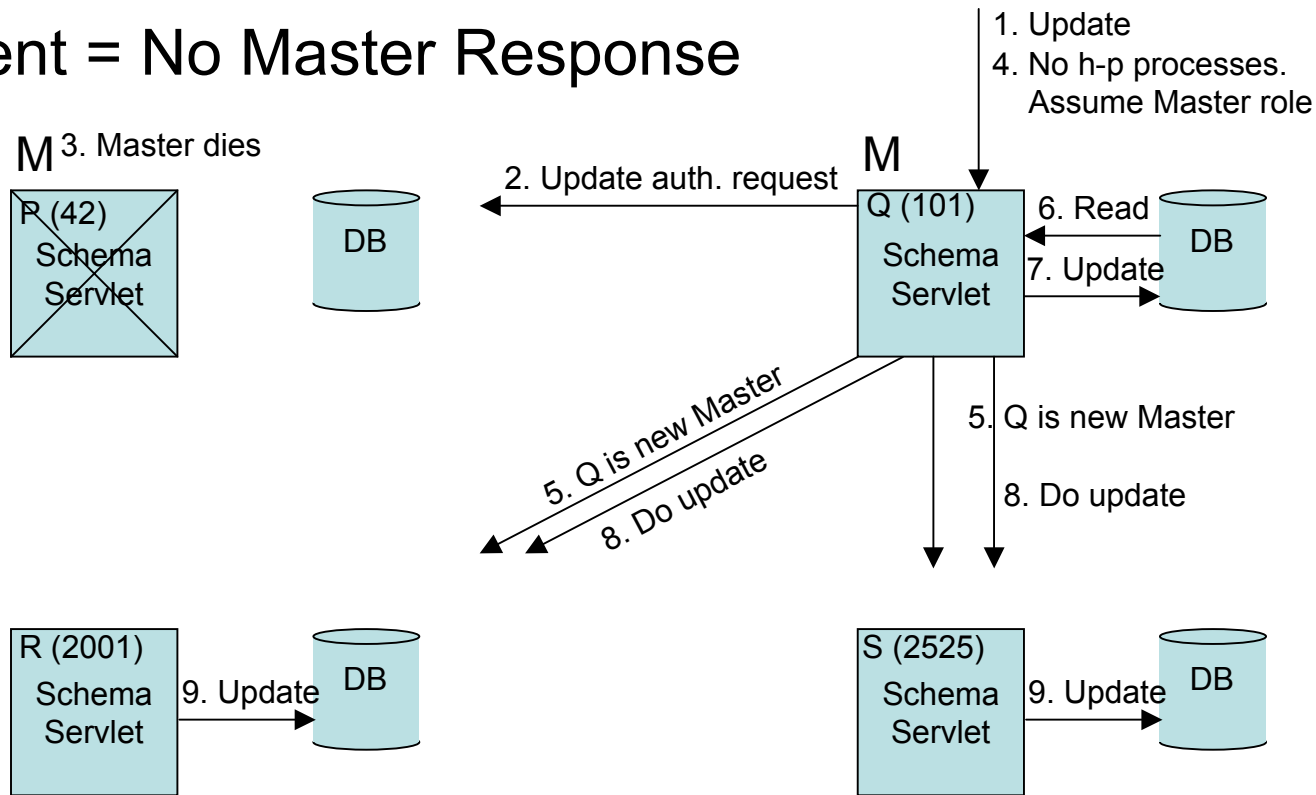 ent = No Master Response
1. Update
4. No h-p processes.
Assume Master role
M
3. Master dies
M
2. Update auth. request
P (42)
Schema
Servlet
DB
Q (101)
Schema
Servlet
6. Read
7. Update
DB
5. Q is new Master
8. Do update
5. Q is new Master
8. Do update
R (2001)
Schema
Servlet
9. Update
DB
S (2525)
Schema
Servlet
9. Update
DB